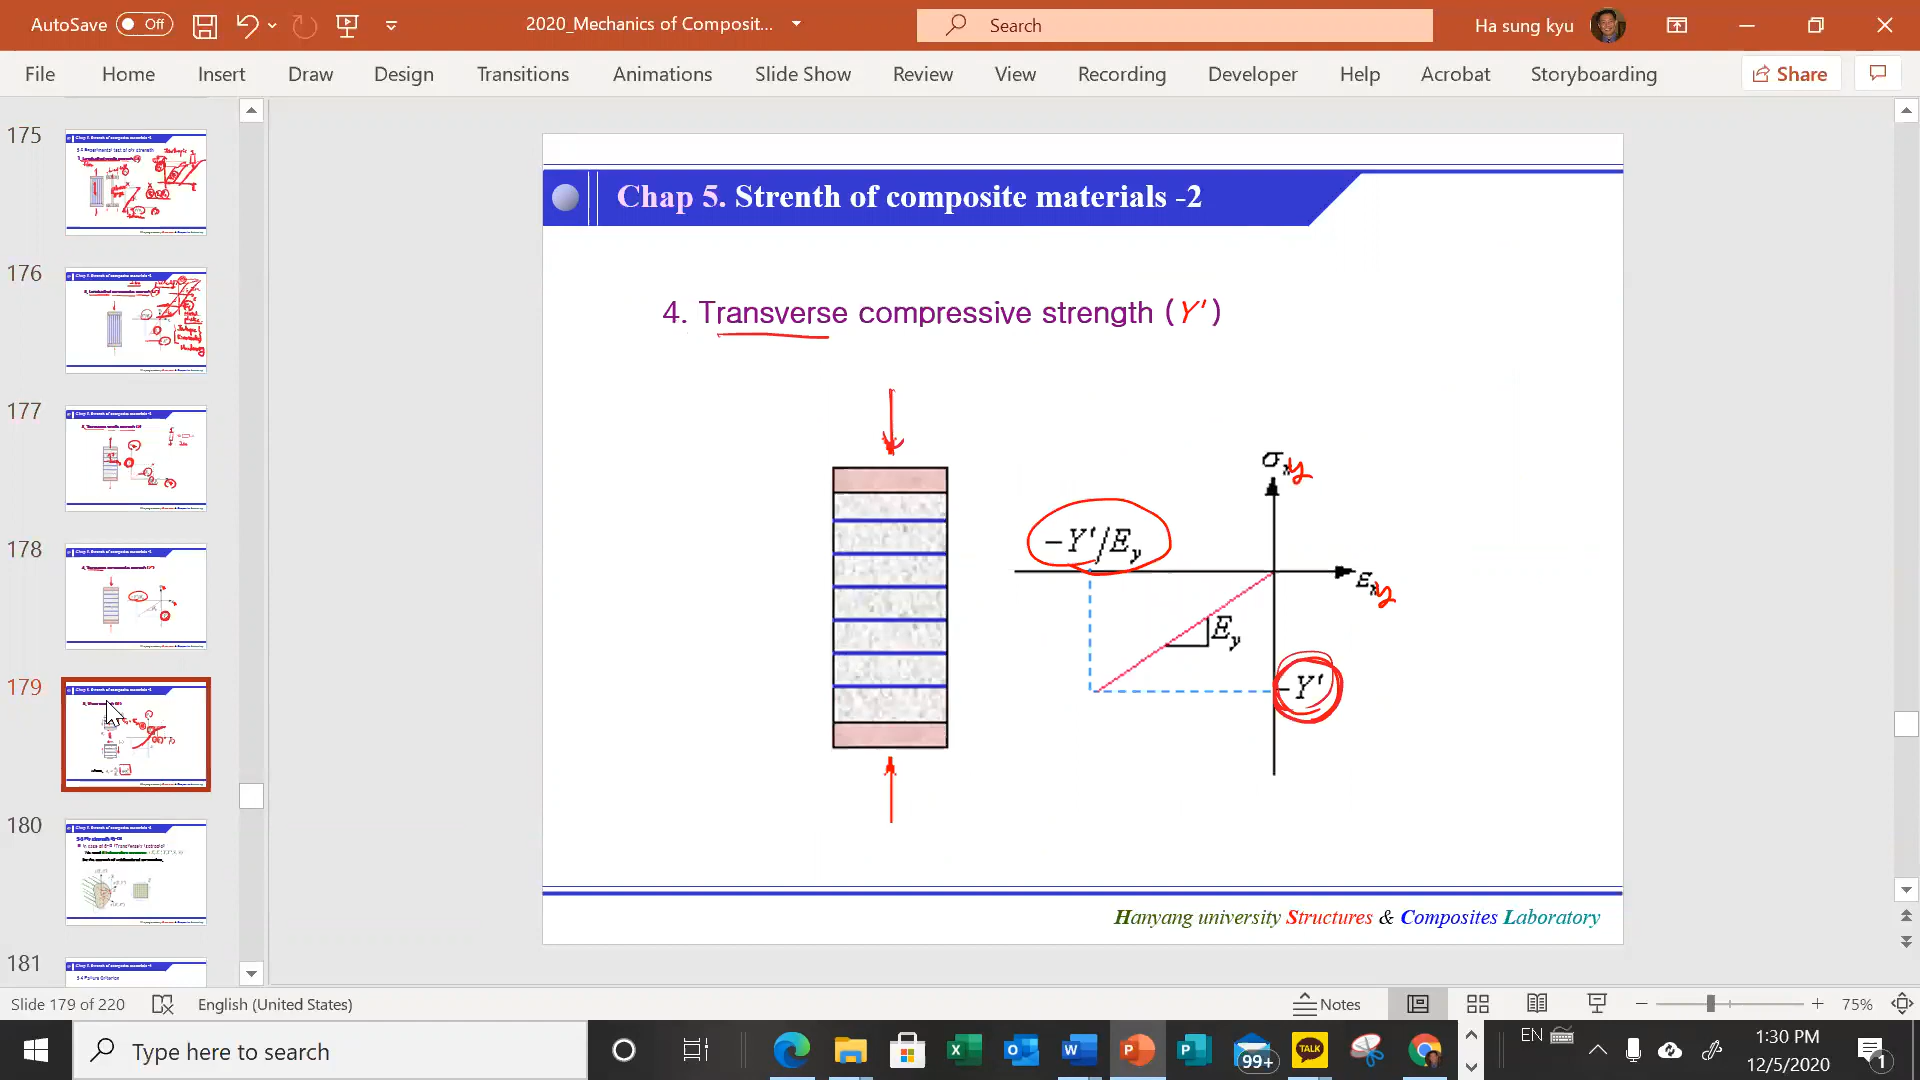 AutoSave Off
2020_Mechanics of Composit...
Search
Ha sung kyu
File Home Insert Draw Design Transitions Animations Slide Show Review View Recording Developer Help Acrobat Storyboarding Share
175
176
177
178
179
180
181
Chap 5. Strenth of composite materials -2
4. Transverse compressive strength (Y')
σx y
-Y'/Ey
εx y
Ey
-Y'
Hanyang university Structures & Composites Laboratory
Slide 179 of 220
English (United States)
Notes
75%
Type here to search
99+
TALK
EN
1:30 PM
12/5/2020
1